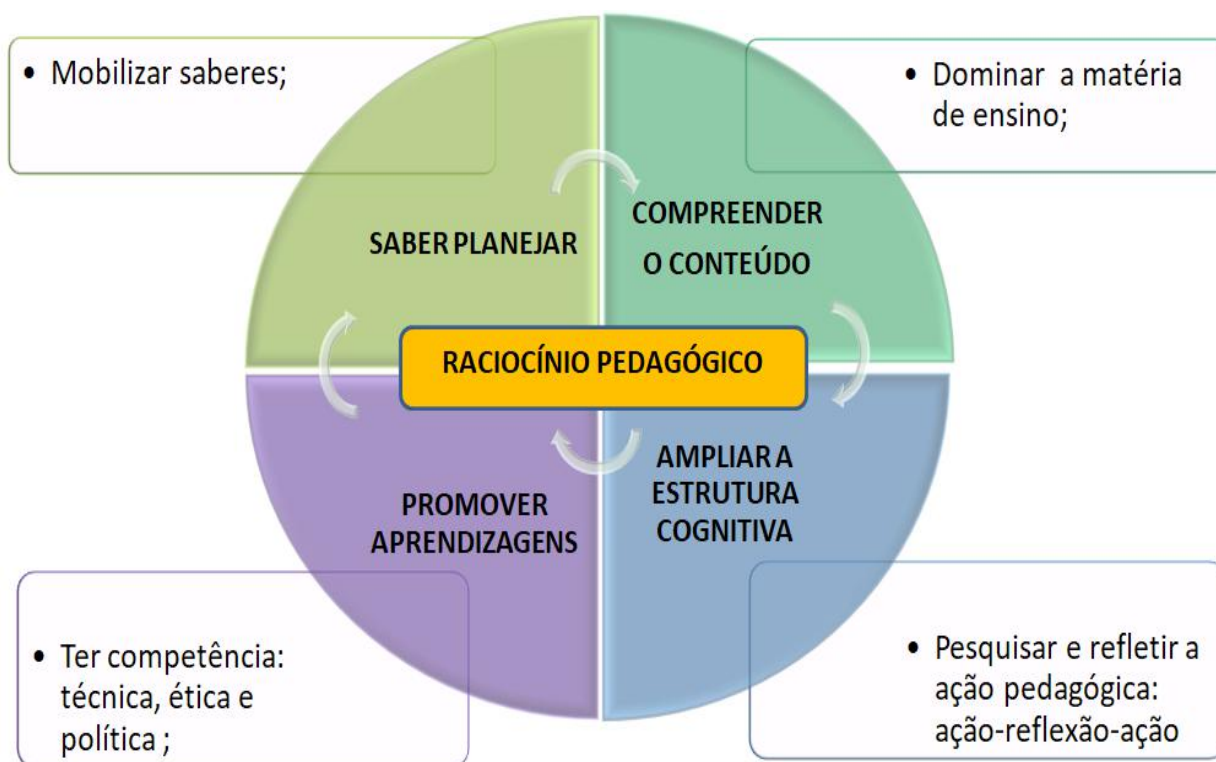 • Mobilizar saberes;
• Dominar a matéria
de ensino;
SABER PLANEJAR
COMPREENDER
O CONTEÚDO
RACIOCÍNIO PEDAGÓGICO
PROMOVER
APRENDIZAGENS
AMPLIAR A
ESTRUTURA
COGNITIVA
• Ter competência:
técnica, ética e
política ;
• Pesquisar e refletir a
ação pedagógica:
ação-reflexão-ação